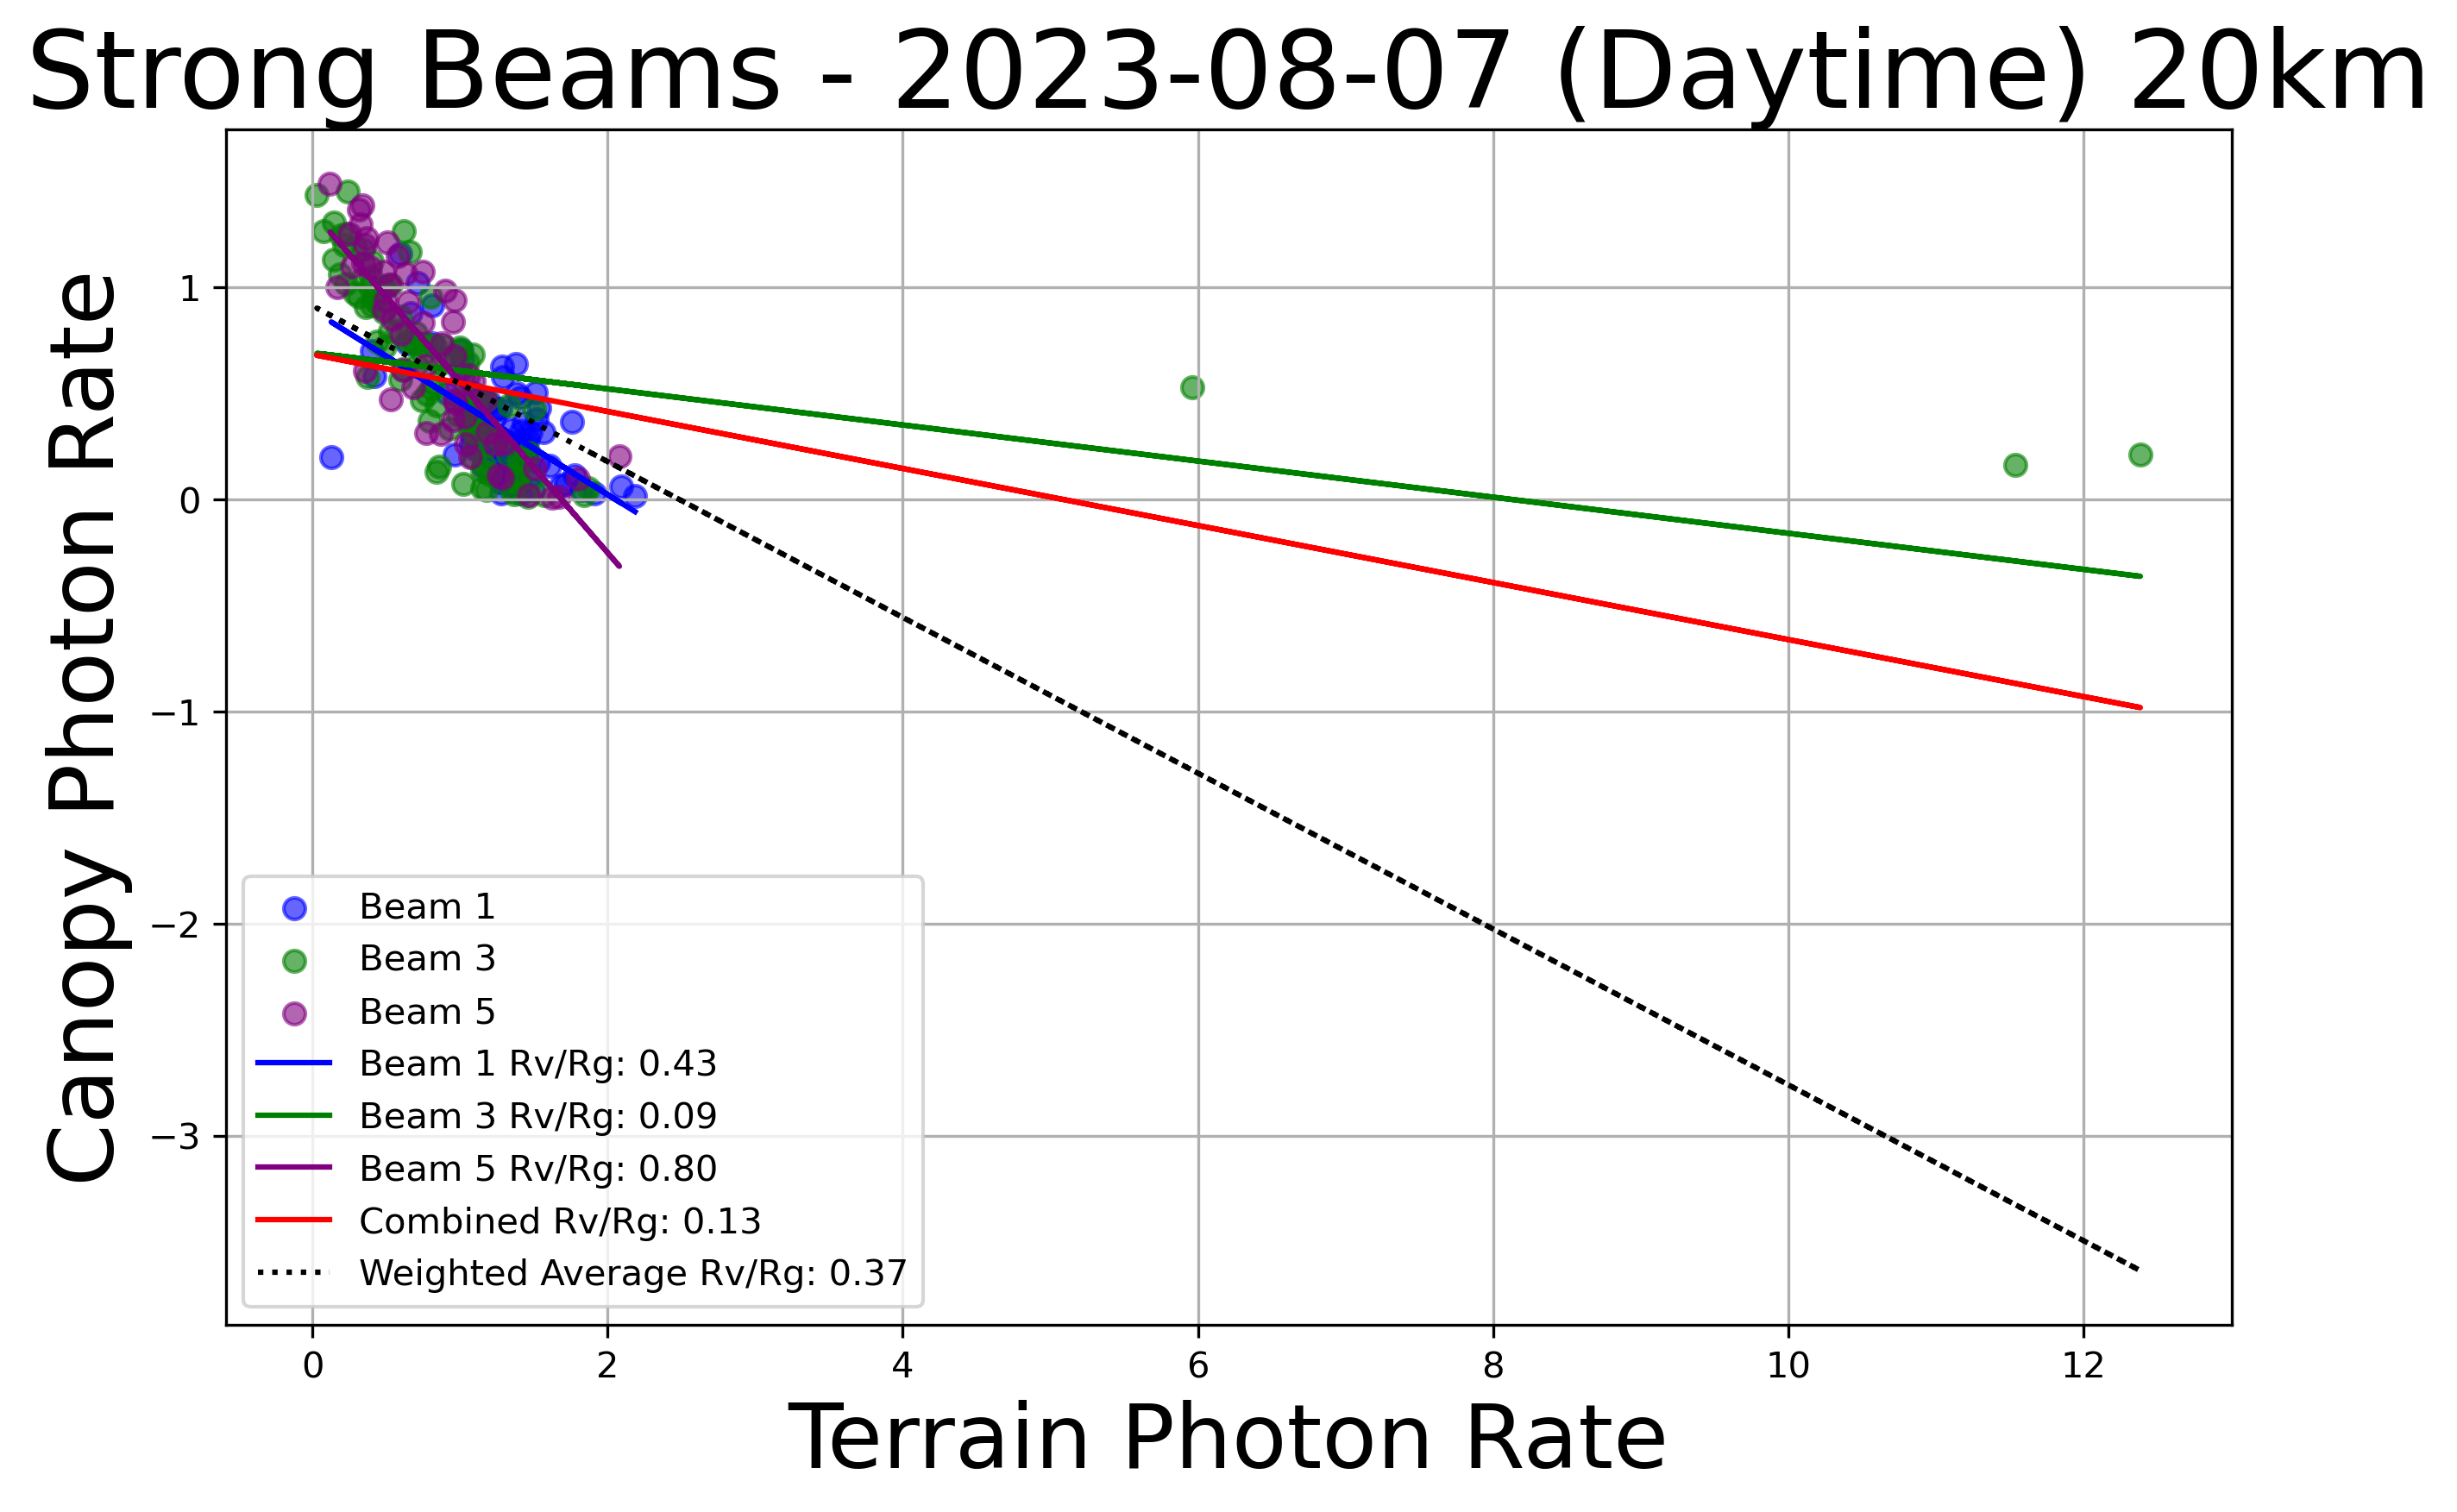 Strong Beams - 2023-08-07 (Daytime) 20km
Canopy Photon Rate
1
0
−1
−2
−3
Beam 1
Beam 3
Beam 5
Beam 1 Rv/Rg: 0.43
Beam 3 Rv/Rg: 0.09
Beam 5 Rv/Rg: 0.80
Combined Rv/Rg: 0.13
Weighted Average Rv/Rg: 0.37
0 2 4 6 8 10 12
Terrain Photon Rate